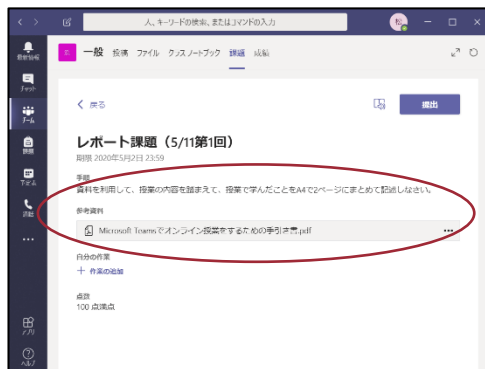 人、キーワードの検索、またはコマンドの入力
松
最新情報
一般 投稿 ファイル クラス ノートブック 課題 成績
チャット
チーム
戻る
提出
レポート課題（5/11第1回）
期限 2020年5月2日 23:59
手順
資料を利用して、授業の内容を踏まえて、授業で学んだことをA4で2ページにまとめて記述しなさい。
参考資料
Microsoft Teamsでオンライン授業をするための手引き書.pdf
自分の作業
+ 作業の追加
点数
100 点満点
課題
通話
アプリ
ヘルプ